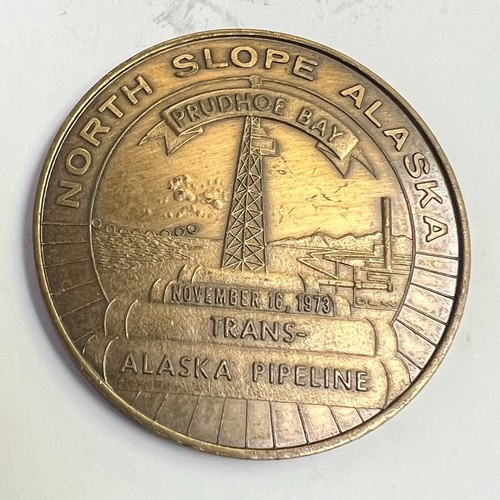 NORTH SLOPE ALASKA
PRUDHOE BAY
NOVEMBER 16, 1973
TRANS-
ALASKA PIPELINE